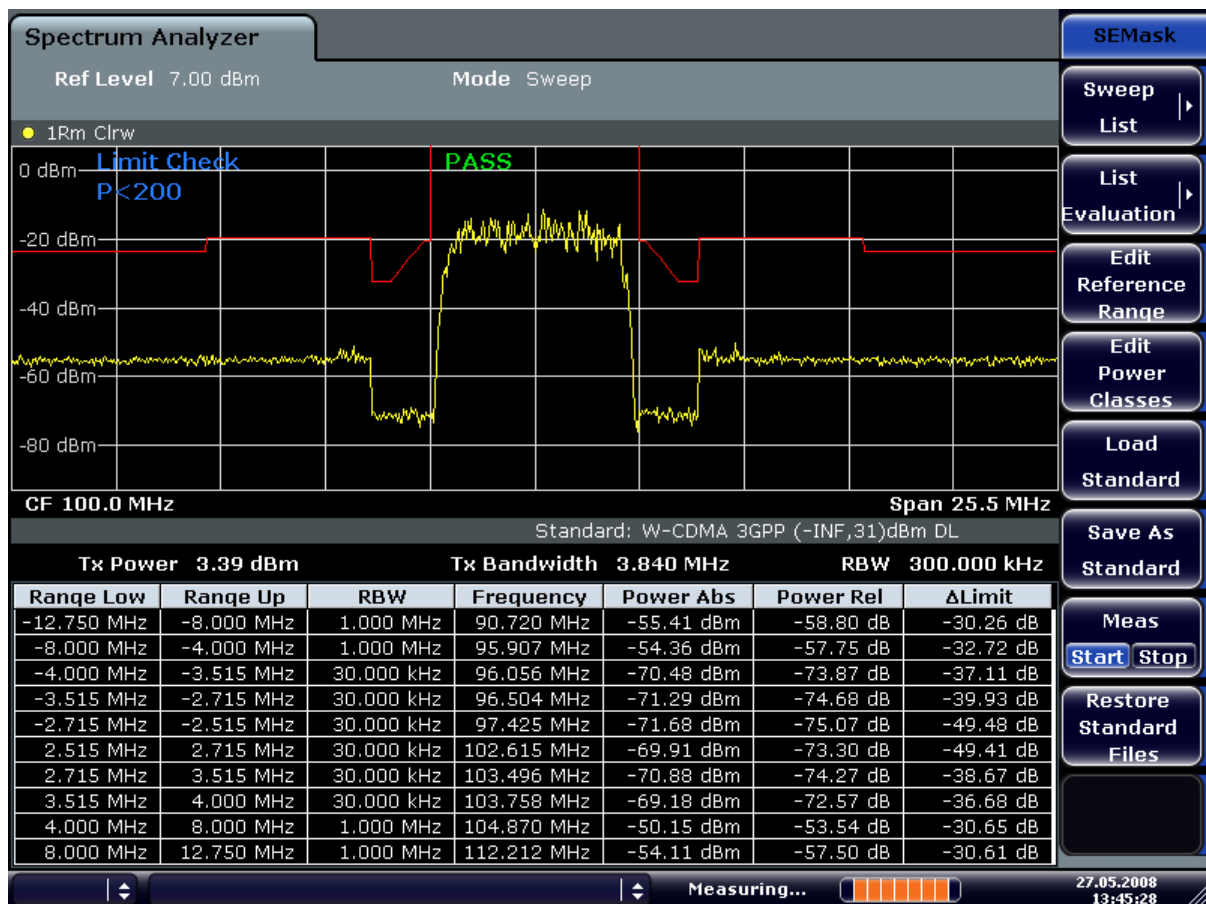 Spectrum Analyzer
Ref Level 7.00 dBm Mode Sweep
1Rm Clrw
Limit Check PASS
P<200
0 dBm
-20 dBm
-40 dBm
-60 dBm
-80 dBm
CF 100.0 MHz Span 25.5 MHz
Standard: W-CDMA 3GPP (-INF,31)dBm DL
Tx Power 3.39 dBm Tx Bandwidth 3.840 MHz RBW 300.000 kHz
Range Low Range Up RBW Frequency Power Abs Power Rel ΔLimit
-12.750 MHz -8.000 MHz 1.000 MHz 90.720 MHz -55.41 dBm -58.80 dB -30.26 dB
-8.000 MHz -4.000 MHz 1.000 MHz 95.907 MHz -54.36 dBm -57.75 dB -32.72 dB
-4.000 MHz -3.515 MHz 30.000 kHz 96.056 MHz -70.48 dBm -73.87 dB -37.11 dB
-3.515 MHz -2.715 MHz 30.000 kHz 96.504 MHz -71.29 dBm -74.68 dB -39.93 dB
-2.715 MHz -2.515 MHz 30.000 kHz 97.425 MHz -71.68 dBm -75.07 dB -49.48 dB
2.515 MHz 2.715 MHz 30.000 kHz 102.615 MHz -69.91 dBm -73.30 dB -49.41 dB
2.715 MHz 3.515 MHz 30.000 kHz 103.496 MHz -70.88 dBm -74.27 dB -38.67 dB
3.515 MHz 4.000 MHz 30.000 kHz 103.758 MHz -69.18 dBm -72.57 dB -36.68 dB
4.000 MHz 8.000 MHz 1.000 MHz 104.870 MHz -50.15 dBm -53.54 dB -30.65 dB
8.000 MHz 12.750 MHz 1.000 MHz 112.212 MHz -54.11 dBm -57.50 dB -30.61 dB
Measuring...
SEMask
Sweep
List
List
Evaluation
Edit
Reference
Range
Edit
Power
Classes
Load
Standard
Save As
Standard
Meas
Start Stop
Restore
Standard
Files
27.05.2008
13:45:28